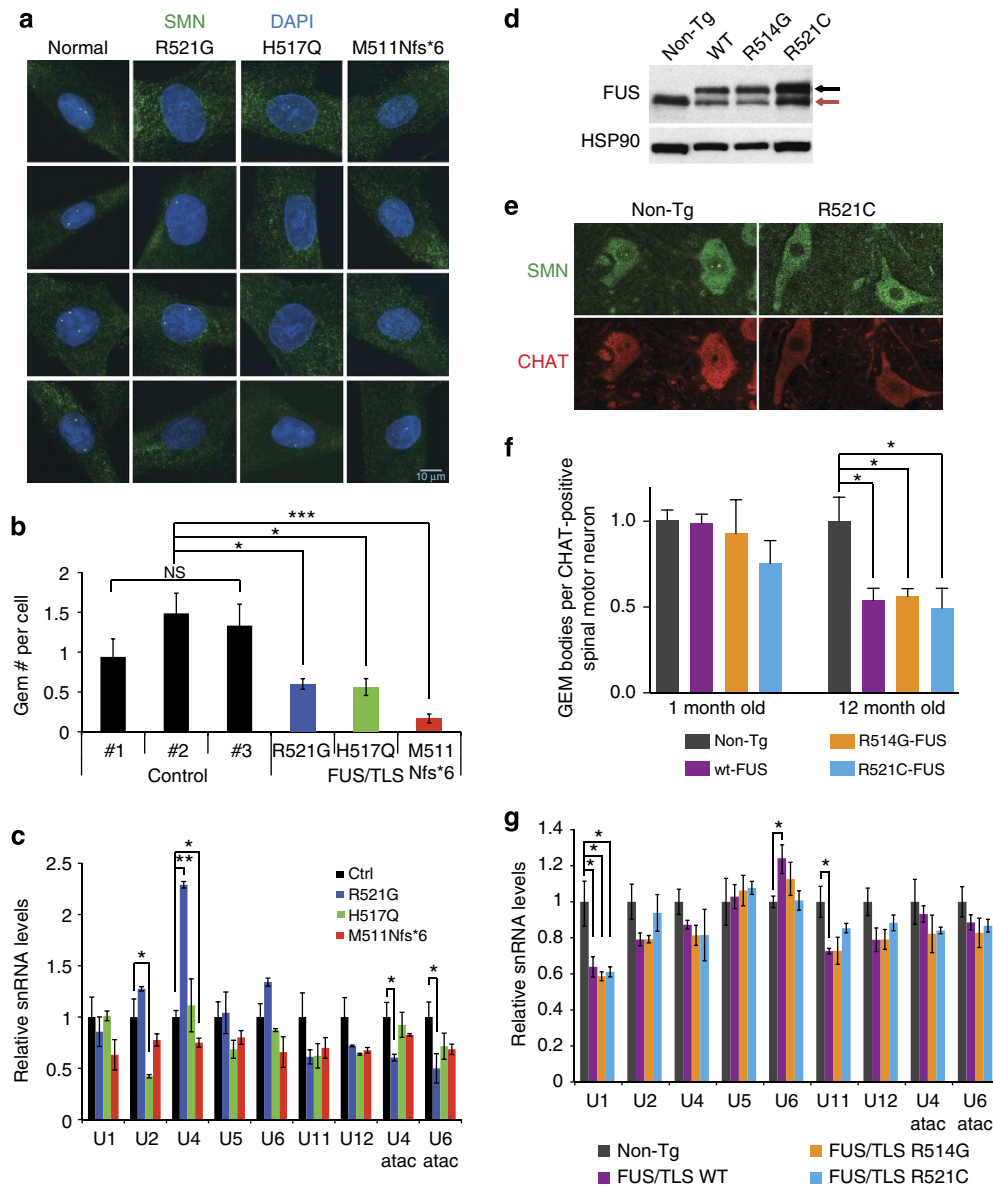 a
SMN DAPI
Normal R521G H517Q M511Nfs*6
10 μm
b
Gem # per cell
2
1.5
1
0.5
0
NS
*
*
***
#1 #2 #3 R521G H517Q M511
Nfs*6
Control FUS/TLS
c
Relative snRNA levels
2.5
2
1.5
1
0.5
0
Ctrl
R521G
H517Q
M511Nfs*6
*
**
*
*
*
U1 U2 U4 U5 U6 U11 U12 U4 atac U6 atac
d
Non-Tg WT R514G R521C
FUS
HSP90
e
Non-Tg R521C
SMN
CHAT
f
GEM bodies per CHAT-positive
spinal motor neuron
1.0
0.5
0.0
*
*
*
1 month old 12 month old
Non-Tg R514G-FUS
wt-FUS R521C-FUS
g
Relative snRNA levels
1.4
1.2
1
0.8
0.6
0.4
0.2
0
*
*
*
*
*
U1 U2 U4 U5 U6 U11 U12 U4 atac U6 atac
Non-Tg FUS/TLS R514G
FUS/TLS WT FUS/TLS R521C